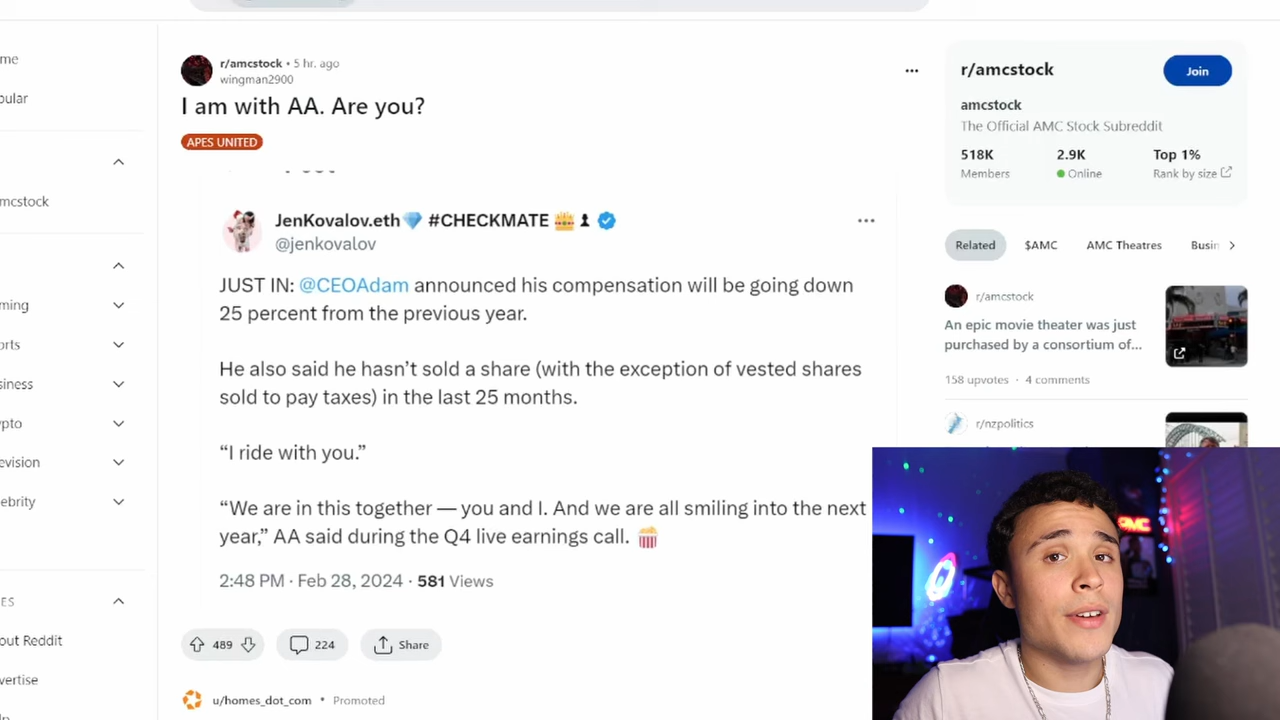 r/amcstock • 5 hr. ago
wingman2900
I am with AA. Are you?
APES UNITED
JenKovalov.eth💎 #CHECKMATE 👑♟
@jenkovalov
JUST IN: @CEOAdam announced his compensation will be going down
25 percent from the previous year.
He also said he hasn’t sold a share (with the exception of vested shares
sold to pay taxes) in the last 25 months.
“I ride with you.”
“We are in this together — you and I. And we are all smiling into the next
year,” AA said during the Q4 live earnings call. 🍿
2:48 PM · Feb 28, 2024 · 581 Views
489
224
Share
u/homes_dot_com • Promoted
me
pular
mcstock
ming
orts
siness
ypto
evision
lebrity
ES
out Reddit
vertise
r/amcstock
Join
amcstock
The Official AMC Stock Subreddit
518K 2.9K Top 1%
Members Online Rank by size
Related $AMC AMC Theatres Busin
r/amcstock
An epic movie theater was just
purchased by a consortium of...
158 upvotes · 4 comments
r/nzpolitics